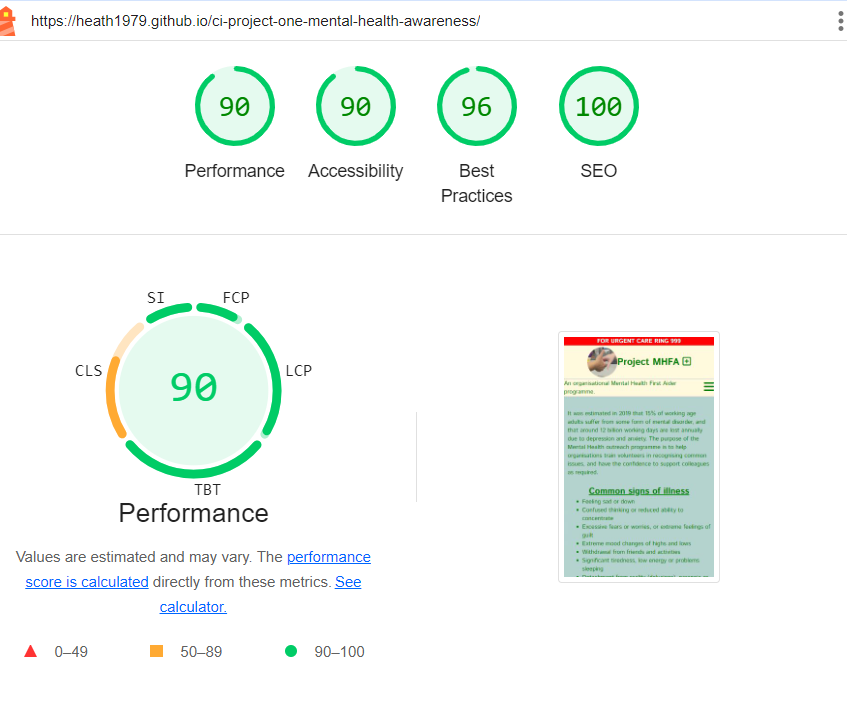 https://heath1979.github.io/ci-project-one-mental-health-awareness/
90 90 96 100
Performance Accessibility Best Practices SEO
SI FCP
CLS LCP
90
TBT
Performance
Values are estimated and may vary. The performance
score is calculated directly from these metrics. See
calculator.
0–49 50–89 90–100
FOR URGENT CARE RING 999
Project MHFA
An organisational Mental Health First Aider
programme.
It was estimated in 2019 that 15% of working age
adults suffer from some form of mental disorder, and
that around 12 billion working days are lost annually
due to depression and anxiety. The purpose of the
Mental Health outreach programme is to help
organisations train volunteers in recognising common
issues, and have the confidence to support colleagues
as required.
Common signs of illness
Feeling sad or down
Confused thinking or reduced ability to
concentrate
Excessive fears or worries, or extreme feelings of
guilt
Extreme mood changes of highs and lows
Withdrawal from friends and activities
Significant tiredness, low energy or problems
sleeping